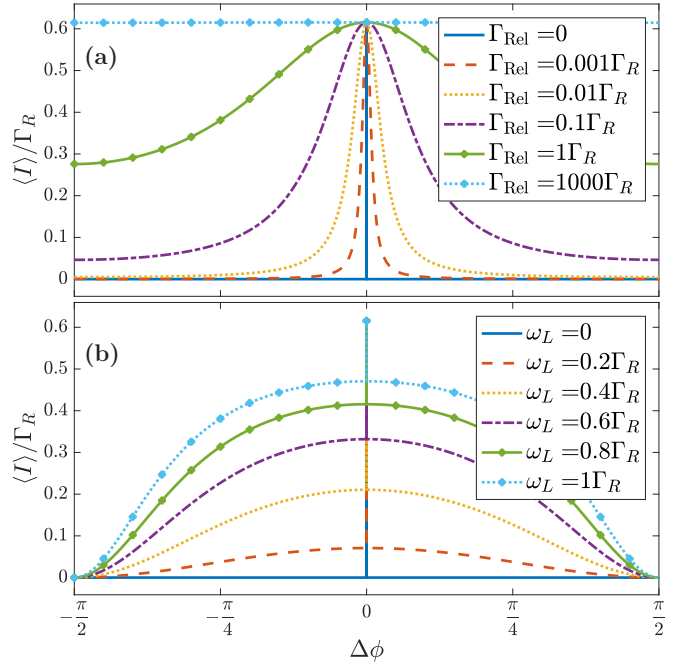 (a)
⟨I⟩/Γ_R
0.6
0.5
0.4
0.3
0.2
0.1
0
Γ_Rel =0
Γ_Rel =0.001Γ_R
Γ_Rel =0.01Γ_R
Γ_Rel =0.1Γ_R
Γ_Rel =1Γ_R
Γ_Rel =1000Γ_R
(b)
⟨I⟩/Γ_R
0.6
0.5
0.4
0.3
0.2
0.1
0
ω_L =0
ω_L =0.2Γ_R
ω_L =0.4Γ_R
ω_L =0.6Γ_R
ω_L =0.8Γ_R
ω_L =1Γ_R
−π/2
−π/4
0
π/4
π/2
Δϕ